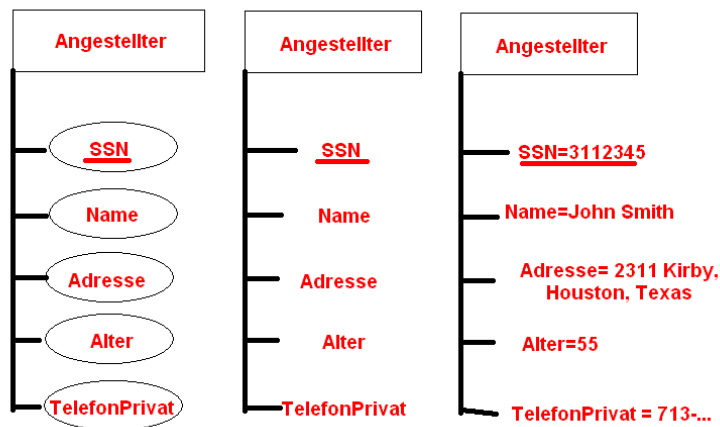 Angestellter
SSN
Name
Adresse
Alter
TelefonPrivat
Angestellter
SSN
Name
Adresse
Alter
TelefonPrivat
Angestellter
SSN=3112345
Name=John Smith
Adresse= 2311 Kirby,
Houston, Texas
Alter=55
TelefonPrivat = 713-...